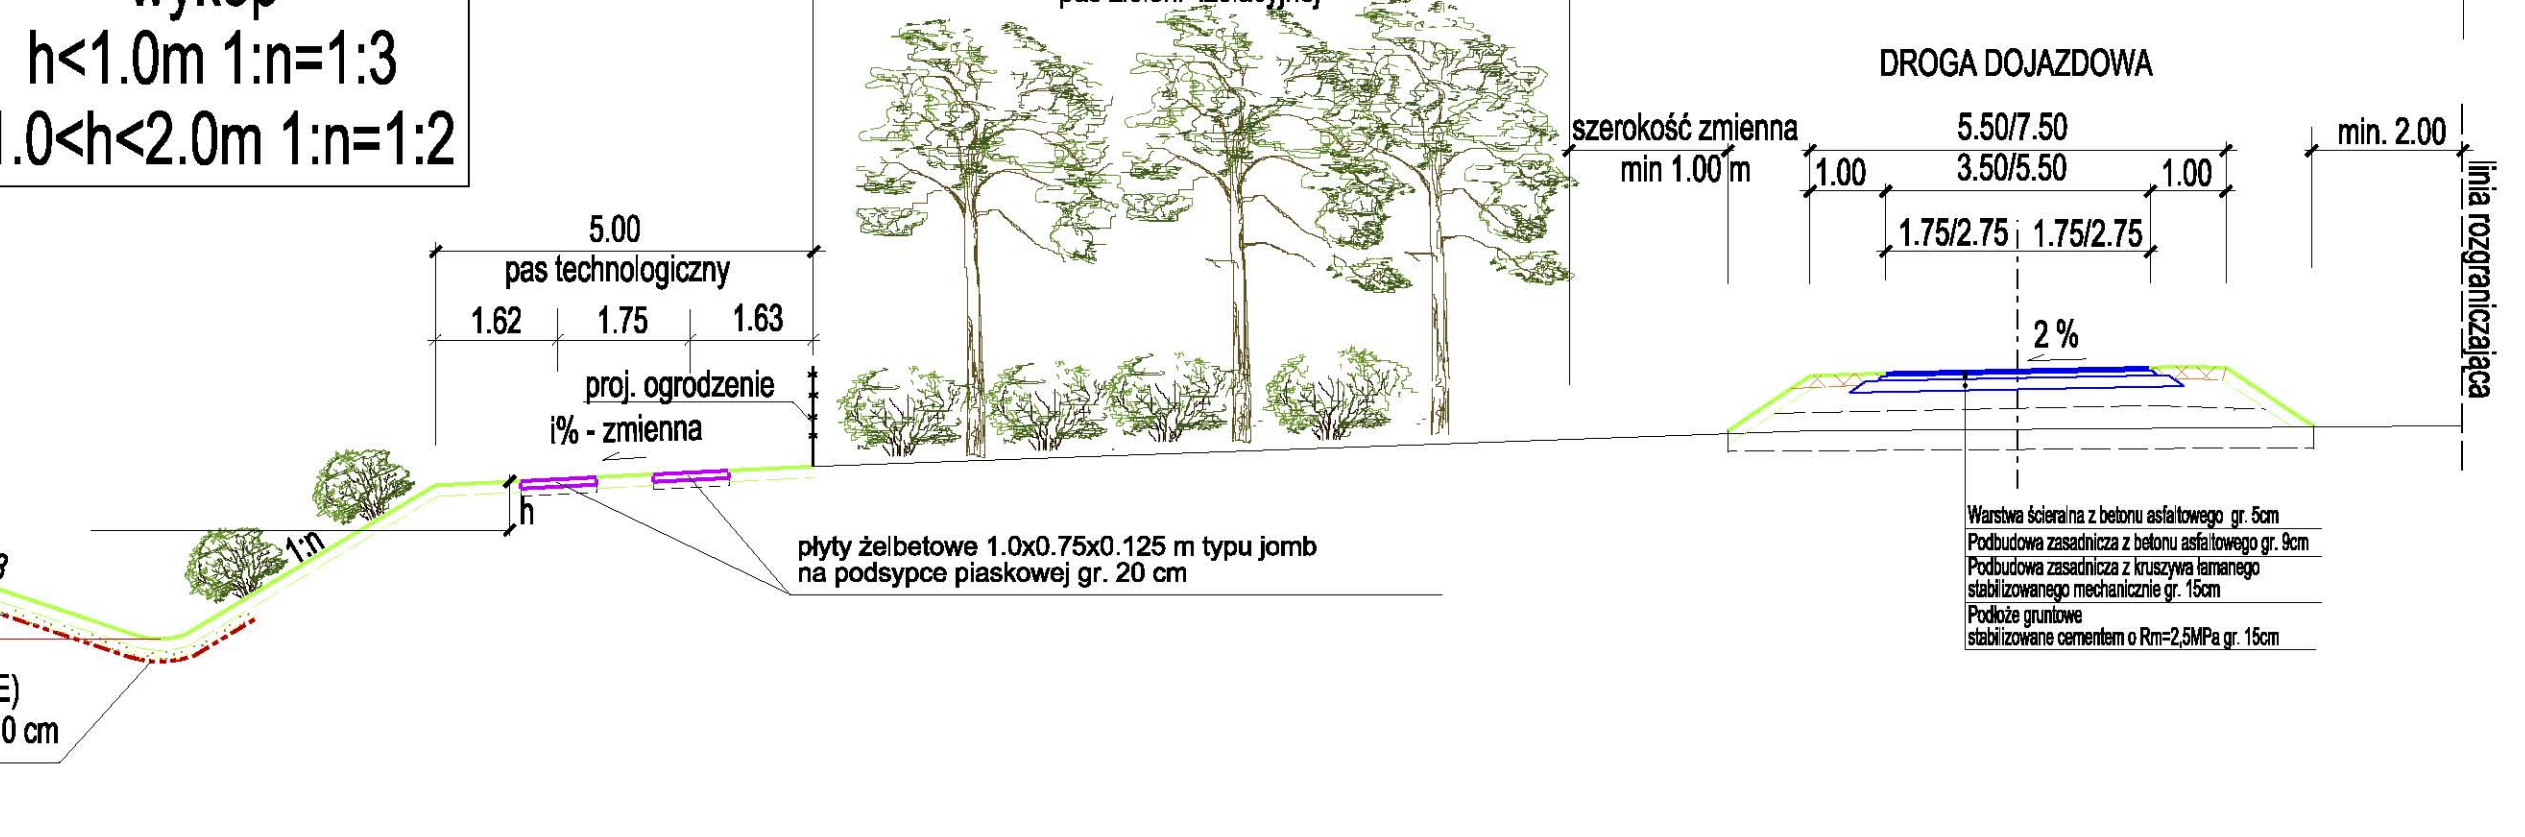 wykop
h<1.0m 1:n=1:3
1.0<h<2.0m 1:n=1:2
DROGA DOJAZDOWA
szerokość zmienna
min 1.00 m
5.50/7.50
1.00
3.50/5.50
1.00
1.75/2.75
1.75/2.75
min. 2.00
linia rozgraniczająca
5.00
pas technologiczny
1.62
1.75
1.63
proj. ogrodzenie
i% - zmienna
2 %
h
1:n
płyty żelbetowe 1.0x0.75x0.125 m typu jomb
na podsypce piaskowej gr. 20 cm
Warstwa ścieralna z betonu asfaltowego gr. 5cm
Podbudowa zasadnicza z betonu asfaltowego gr. 9cm
Podbudowa zasadnicza z kruszywa łamanego
stabilizowanego mechanicznie gr. 15cm
Podłoże gruntowe
stabilizowane cementem o Rm=2,5MPa gr. 15cm
E)
0 cm